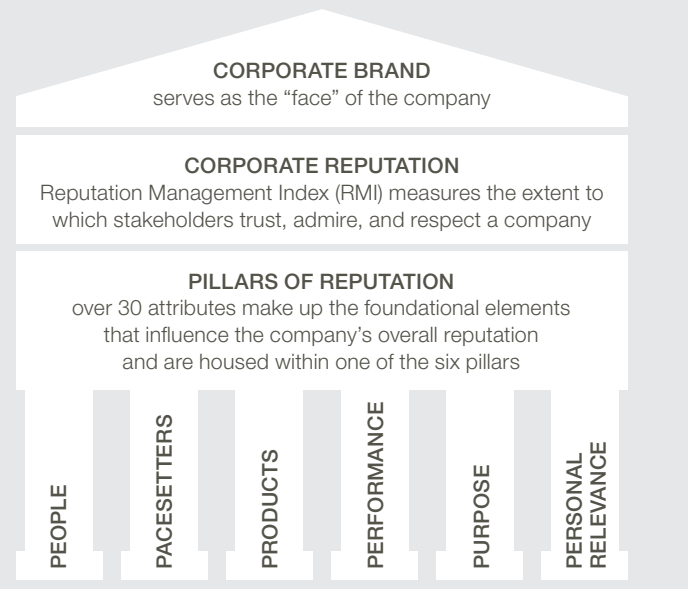 CORPORATE BRAND
serves as the “face” of the company
CORPORATE REPUTATION
Reputation Management Index (RMI) measures the extent to
which stakeholders trust, admire, and respect a company
PILLARS OF REPUTATION
over 30 attributes make up the foundational elements
that influence the company’s overall reputation
and are housed within one of the six pillars
PEOPLE
PACESETTERS
PRODUCTS
PERFORMANCE
PURPOSE
PERSONAL
RELEVANCE